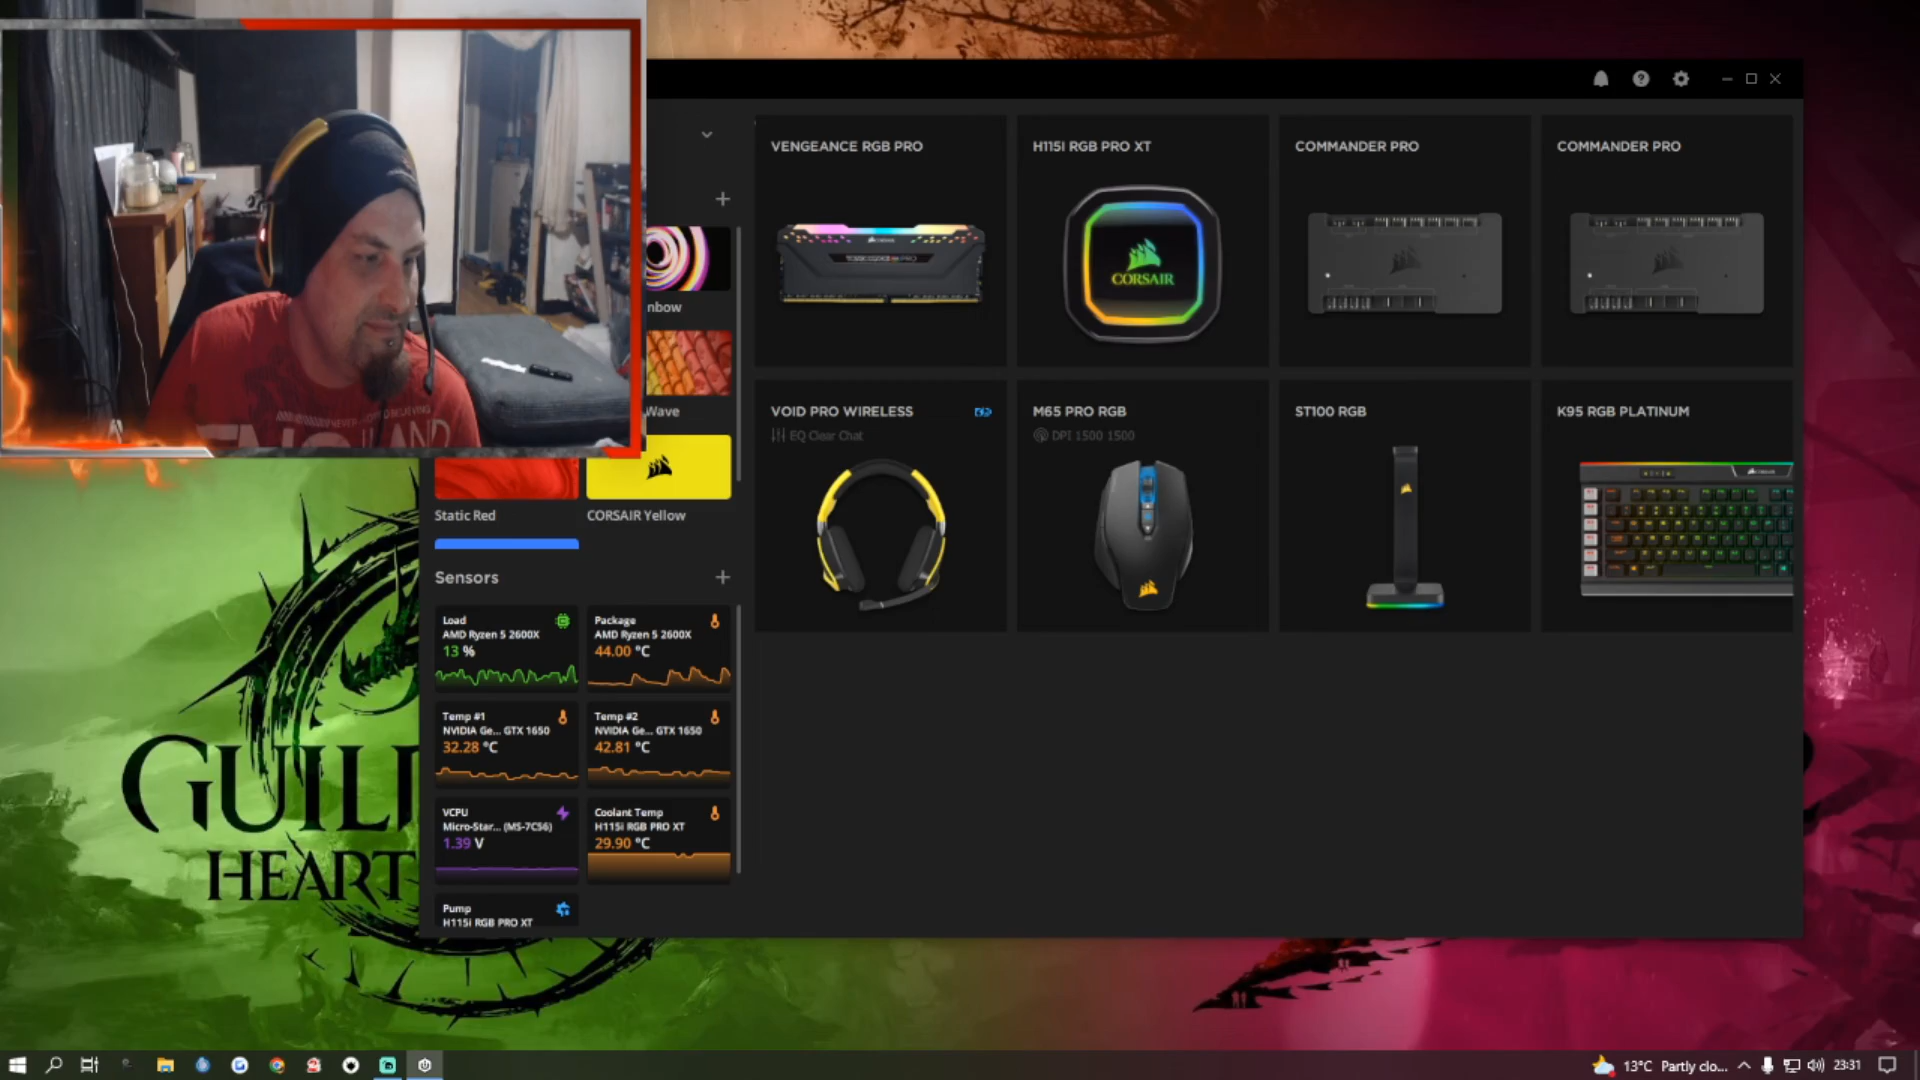 VENGEANCE RGB PRO
H115I RGB PRO XT
COMMANDER PRO
COMMANDER PRO
CORSAIR
nbow
Wave
VOID PRO WIRELESS
EQ Clear Chat
M65 PRO RGB
DPI 1500 1500
ST100 RGB
K95 RGB PLATINUM
Static Red
CORSAIR Yellow
Sensors
Load
AMD Ryzen 5 2600X
13 %
Package
AMD Ryzen 5 2600X
44.00 °C
Temp #1
NVIDIA Ge... GTX 1650
32.28 °C
Temp #2
NVIDIA Ge... GTX 1650
42.81 °C
VCPU
Micro-Star... (MS-7C56)
1.39 V
Coolant Temp
H115i RGB PRO XT
29.90 °C
Pump
H115i RGB PRO XT
GUIL
HEART
13°C Partly clo...
23:31